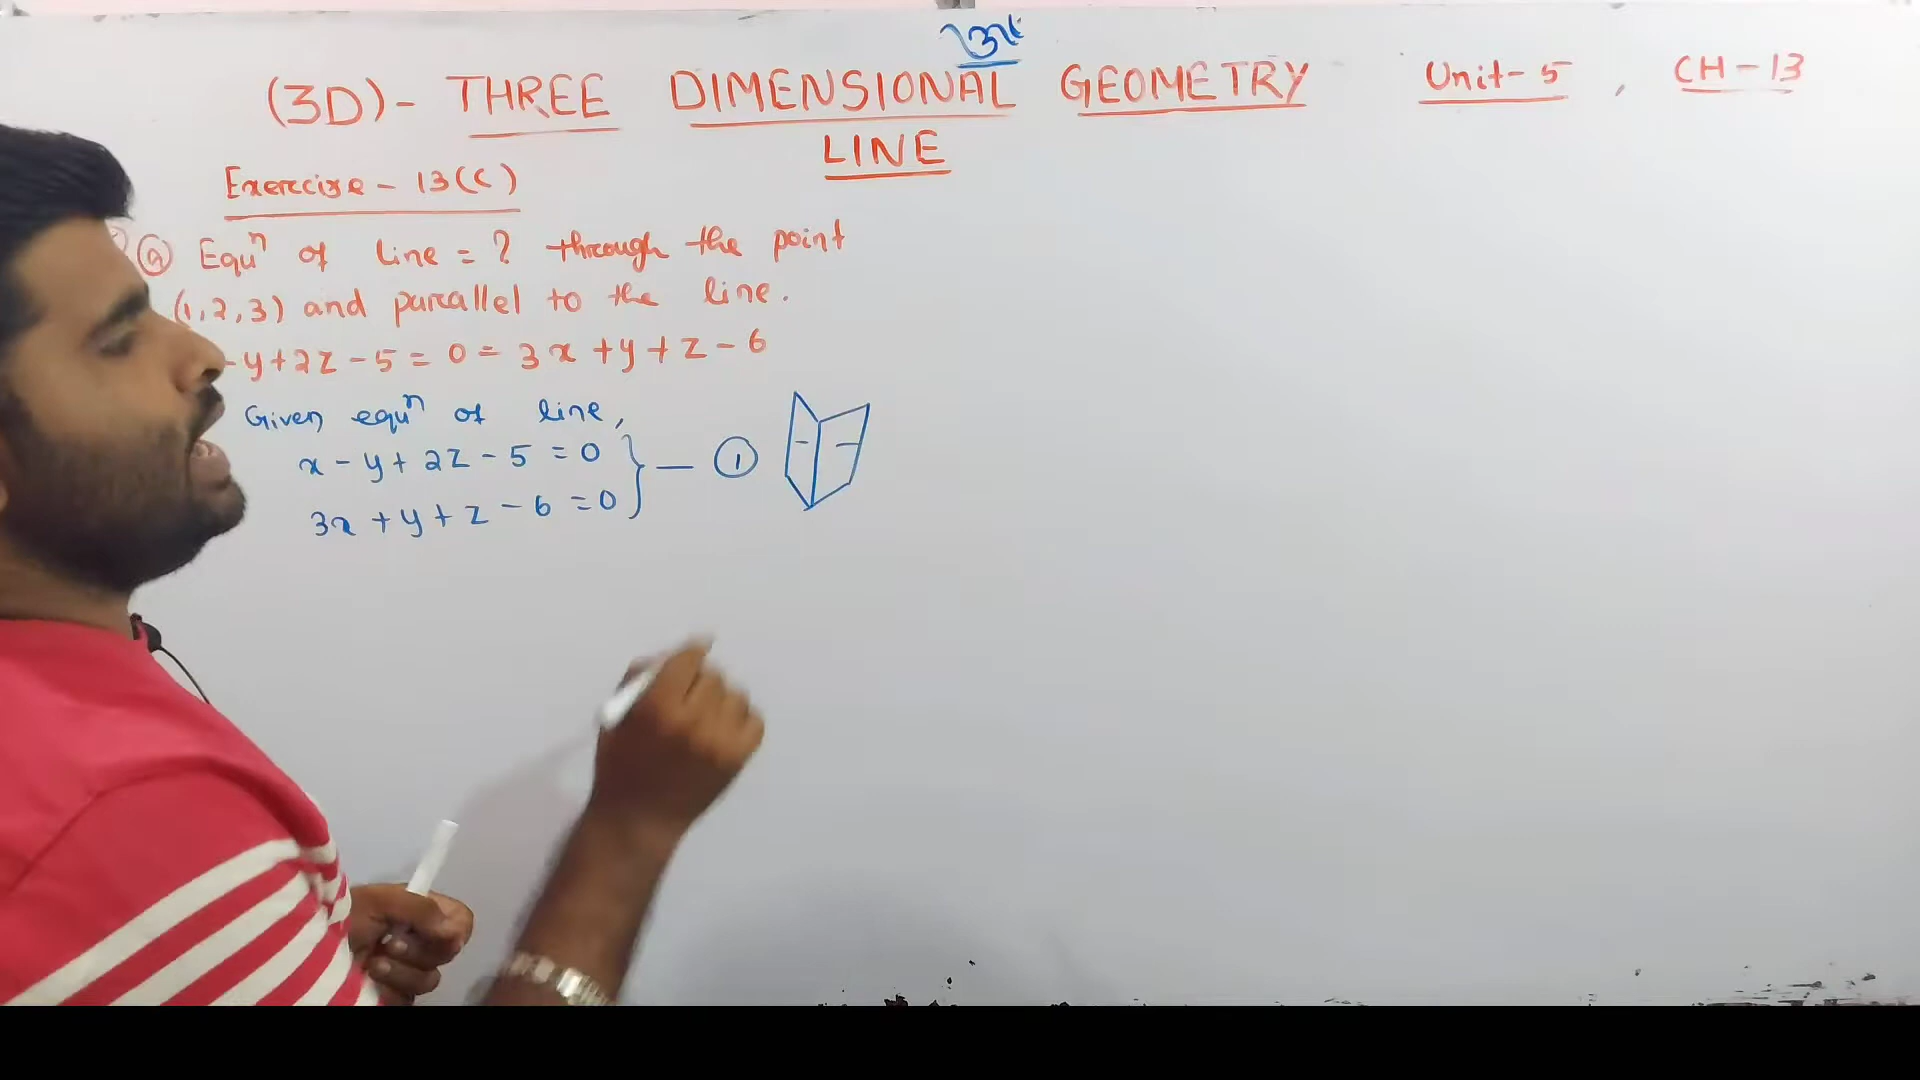 (3D)- THREE DIMENSIONAL GEOMETRY Unit-5, CH-13
LINE
Exercise - 13(C)
(a) Equⁿ of line = ? through the point
(1,2,3) and parallel to the line.
-y+2z-5=0=3x+y+z-6
Given equⁿ of line,
x-y+2z-5=0
3x+y+z-6=0 } — ①